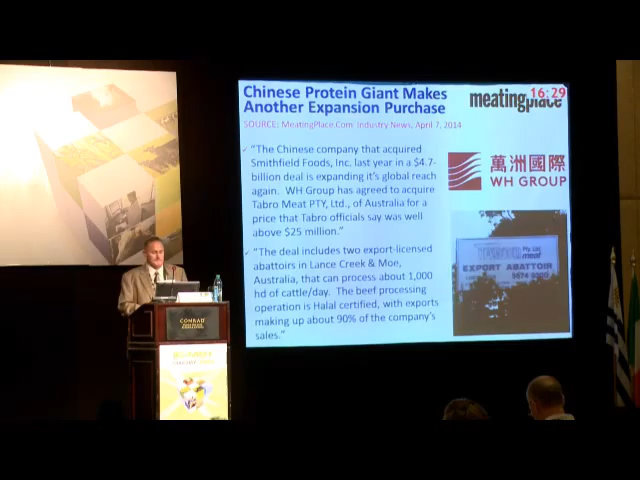 Chinese Protein Giant Makes
Another Expansion Purchase
meatingplace
16:29
SOURCE: MeatingPlace.Com Industry News, April 7, 2014
✓ "The Chinese company that acquired
Smithfield Foods, Inc. last year in a $4.7-
billion deal is expanding it's global reach
again. WH Group has agreed to acquire
Tabro Meat PTY, Ltd., of Australia for a
price that Tabro officials say was well
above $25 million."
萬洲國際
WH GROUP
✓ "The deal includes two export-licensed
abattoirs in Lance Creek & Moe,
Australia, that can process about 1,000
hd of cattle/day. The beef processing
operation is Halal certified, with exports
making up about 90% of the company's
sales."
meat
EXPORT ABATTOIR
CONRAD